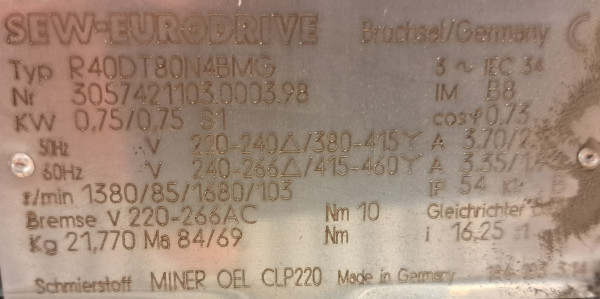 SEW-EURODRIVE Bruchsal/Germany C
Typ R40DT80N4BMG 3 ~ IEC 34
Nr 3057421103.0003.98 IM B8
KW 0,75/0,75 S1 cosφ 0,73
50Hz V 220-240△/380-415Y A 3.70/2
60Hz V 240-266△/415-460Y A 3.35/1
r/min 1380/85/1680/103 IP 54 Kl
Bremse V 220-266AC Nm 10 Gleichrichter
Kg 21,770 Ma 84/69 Nm i 16.25 :1
Schmierstoff MINER OEL CLP220 Made in Germany